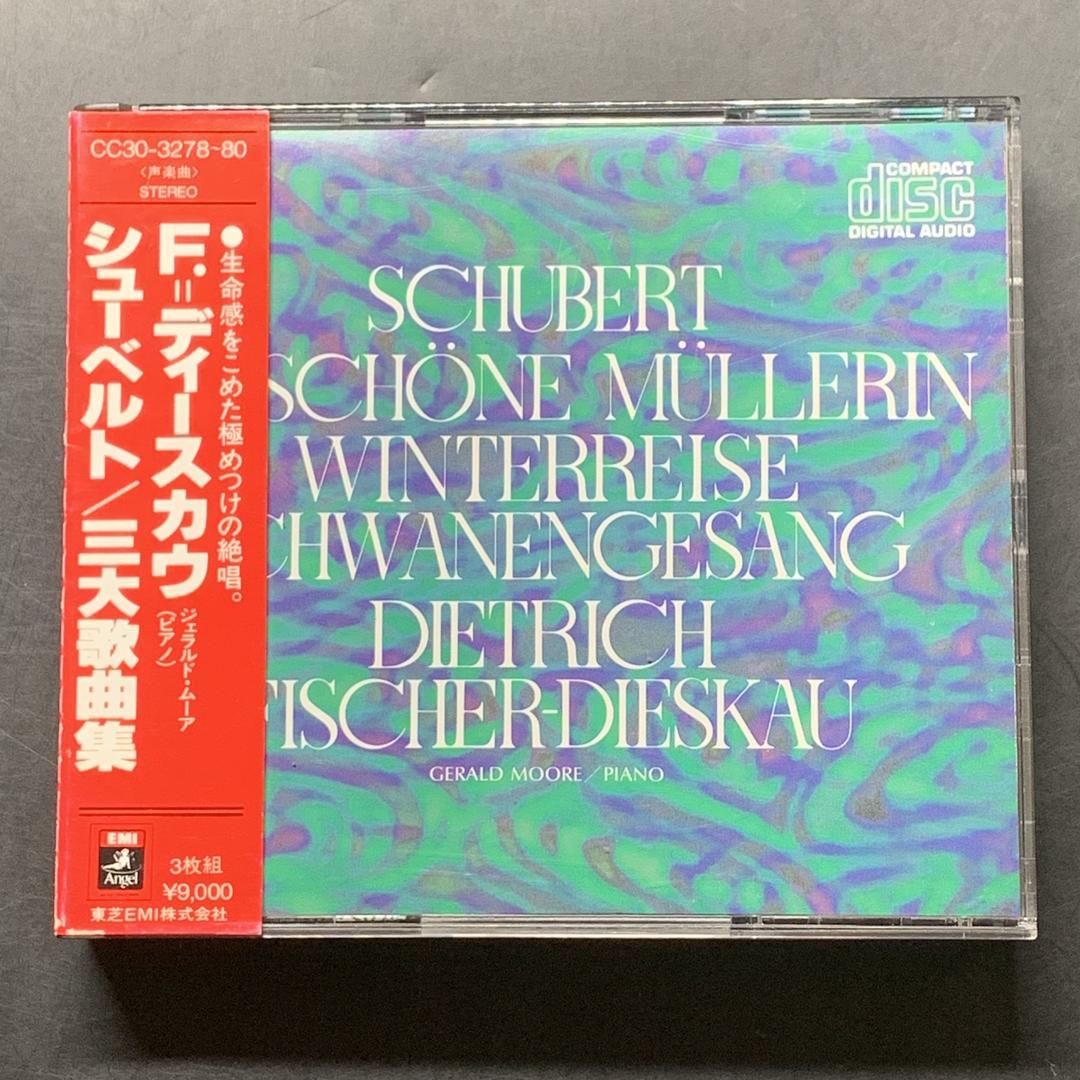 CC30-3278~80
〈声楽曲〉
STEREO
●生命感をこめた極めつけの絶唱。
F.=ディースカウ
ジェラルド・ムーア
(ピアノ)
シューベルト/三大歌曲集
EMI
Angel
3枚組
¥9,000
東芝EMI株式会社
COMPACT
disc
DIGITAL AUDIO
SCHUBERT
SCHÖNE MÜLLERIN
WINTERREISE
CHWANENGESANG
DIETRICH
FISCHER-DIESKAU
GERALD MOORE/PIANO